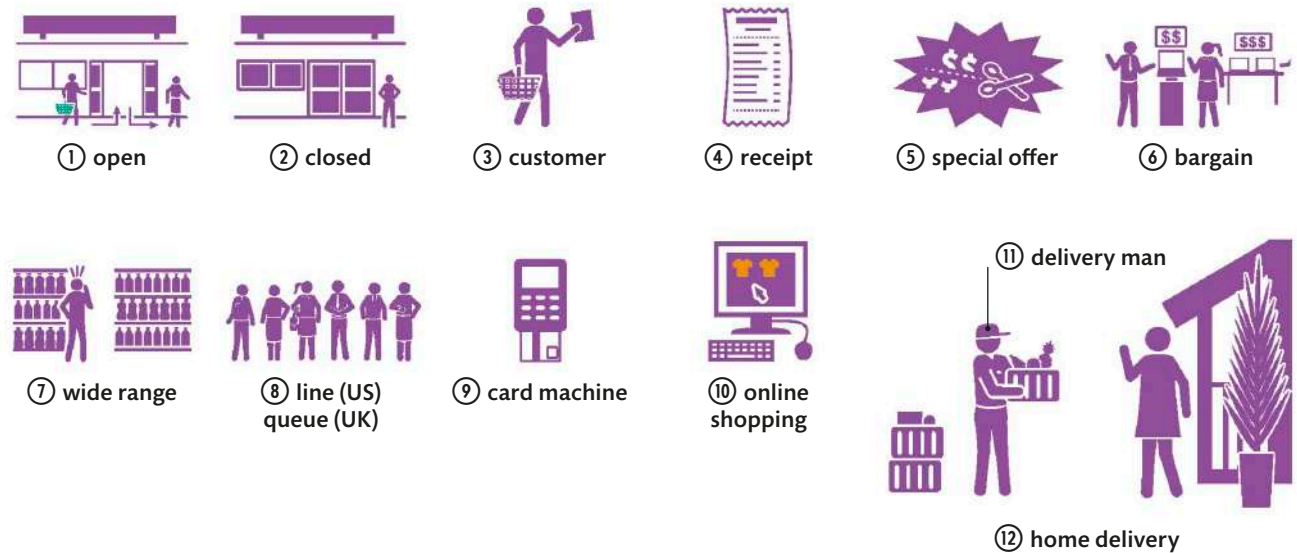 $$
$$$
① open
② closed
③ customer
④ receipt
⑤ special offer
⑥ bargain
⑪ delivery man
⑦ wide range
⑧ line (US)
queue (UK)
⑨ card machine
⑩ online
shopping
⑫ home delivery